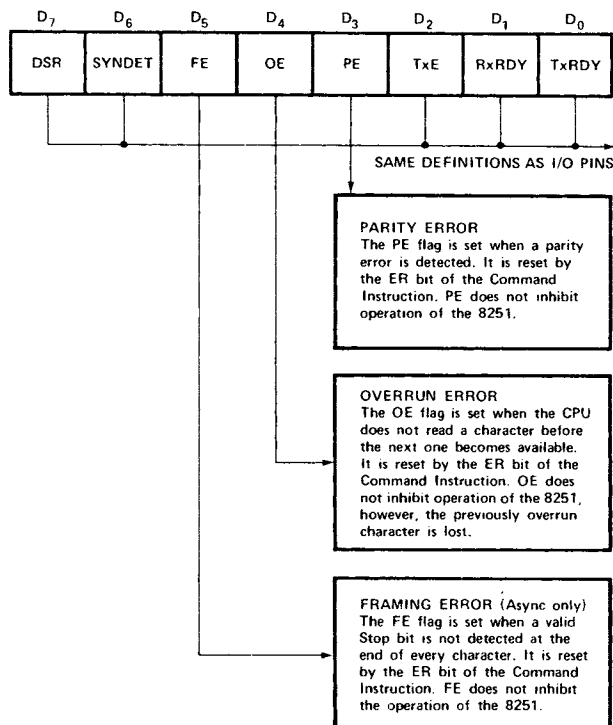 D7 D6 D5 D4 D3 D2 D1 D0
DSR SYNDET FE OE PE TxE RxRDY TxRDY
SAME DEFINITIONS AS I/O PINS
PARITY ERROR
The PE flag is set when a parity
error is detected. It is reset by
the ER bit of the Command
Instruction. PE does not inhibit
operation of the 8251.
OVERRUN ERROR
The OE flag is set when the CPU
does not read a character before
the next one becomes available.
It is reset by the ER bit of the
Command Instruction. OE does
not inhibit operation of the 8251,
however, the previously overrun
character is lost.
FRAMING ERROR (Async only)
The FE flag is set when a valid
Stop bit is not detected at the
end of every character. It is reset
by the ER bit of the Command
Instruction. FE does not inhibit
the operation of the 8251.